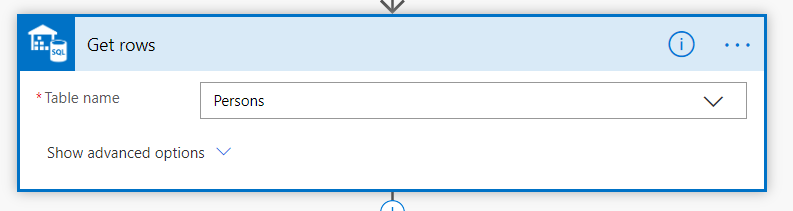 SQL
Get rows
*Table name
Persons
Show advanced options